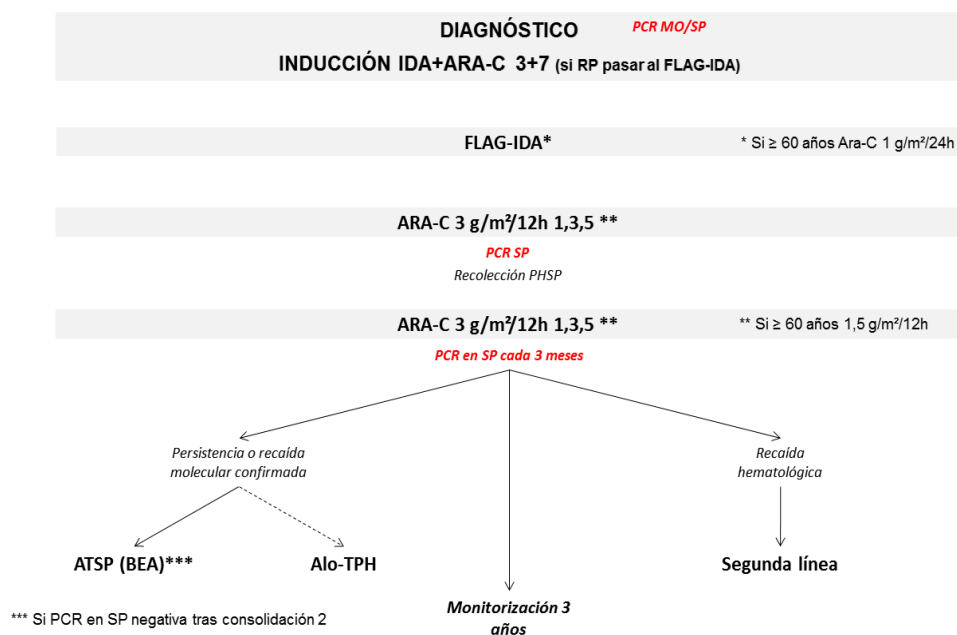 DIAGNÓSTICO PCR MO/SP
INDUCCIÓN IDA+ARA-C 3+7 (si RP pasar al FLAG-IDA)
FLAG-IDA* * Si ≥ 60 años Ara-C 1 g/m²/24h
ARA-C 3 g/m²/12h 1,3,5 **
PCR SP
Recolección PHSP
ARA-C 3 g/m²/12h 1,3,5 ** ** Si ≥ 60 años 1,5 g/m²/12h
PCR en SP cada 3 meses
Persistencia o recaída
molecular confirmada
Recaída
hematológica
ATSP (BEA)*** Alo-TPH Segunda línea
Monitorización 3
años
*** Si PCR en SP negativa tras consolidación 2